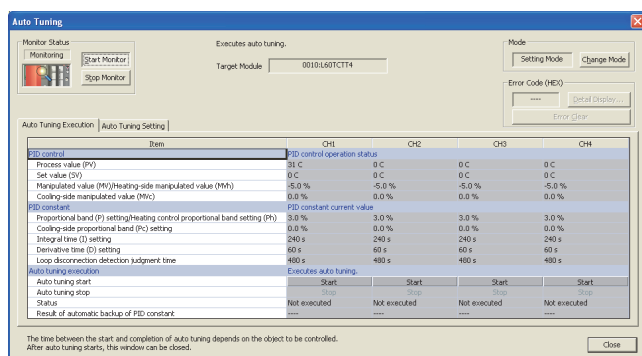 Auto Tuning
Monitor Status
Monitoring
Start Monitor
Stop Monitor
Executes auto tuning.
Target Module 0010:L60TCTT4
Mode
Setting Mode Change Mode
Error Code (HEX)
---- Detail Display...
Error Clear
Auto Tuning Execution Auto Tuning Setting
Item CH1 CH2 CH3 CH4
PID control PID control operation status
Process value (PV) 31 C 0 C 0 C 0 C
Set value (SV) 0 C 0 C 0 C 0 C
Manipulated value (MV)/Heating-side manipulated value (MVh) -5.0 % -5.0 % -5.0 % -5.0 %
Cooling-side manipulated value (MVc) 0.0 % 0.0 % 0.0 % 0.0 %
PID constant PID constant current value
Proportional band (P) setting/Heating control proportional band setting (Ph) 3.0 % 3.0 % 3.0 % 3.0 %
Cooling-side proportional band (Pc) setting 0.0 % 0.0 % 0.0 % 0.0 %
Integral time (I) setting 240 s 240 s 240 s 240 s
Derivative time (D) setting 60 s 60 s 60 s 60 s
Loop disconnection detection judgment time 480 s 480 s 480 s 480 s
Auto tuning execution Executes auto tuning.
Auto tuning start Start Start Start Start
Auto tuning stop Stop Stop Stop Stop
Status Not executed Not executed Not executed Not executed
Result of automatic backup of PID constant ---- ---- ---- ----
The time between the start and completion of auto tuning depends on the object to be controlled.
After auto tuning starts, this window can be closed.
Close